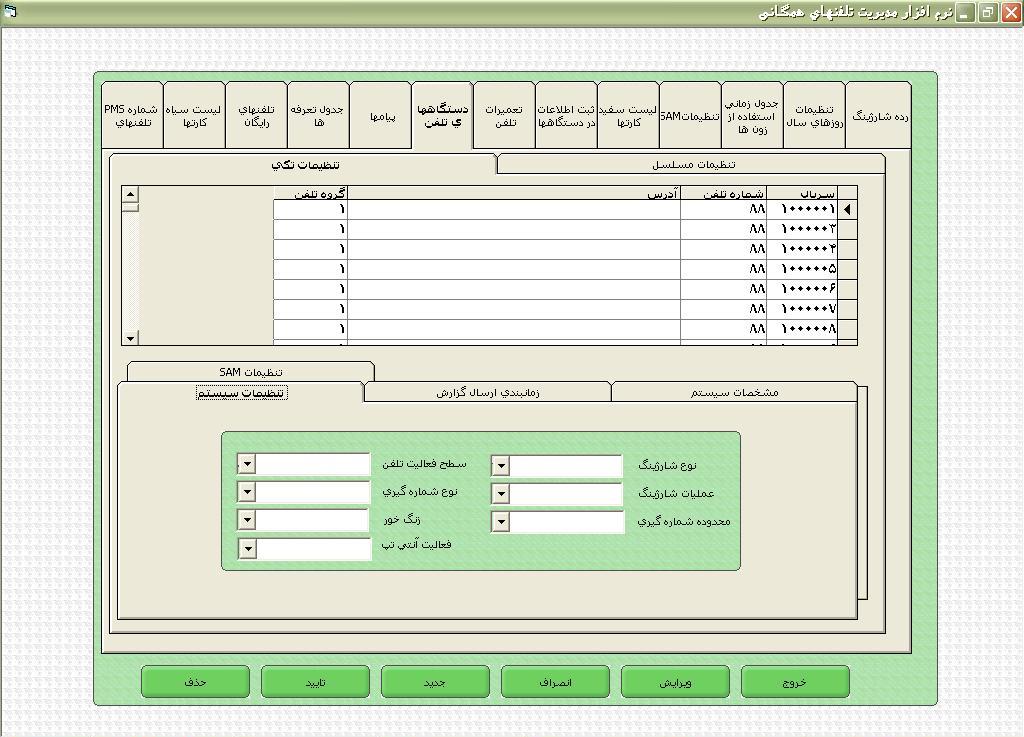 نرم افزار مديريت تلفنهاي همگاني
رده شارژينگ
تنظيمات
روزهاي سال
جدول زماني
استفاده از
زون ها
تنظيماتSAM
ليست سفيد
كارتها
ثبت اطلاعات
در دستگاهها
تعميرات
تلفن
دستگاهها
ي تلفن
پيامها
جدول تعرفه
ها
تلفنهاي
رايگان
ليست سياه
كارتها
شماره PMS
تلفنهاي
تنظيمات مسلسل
تنظيمات تكي
سريال شماره تلفن آدرس گروه تلفن
۱۰۰۰۰۰۱ ۸۸ ۱
۱۰۰۰۰۰۳ ۸۸ ۱
۱۰۰۰۰۰۴ ۸۸ ۱
۱۰۰۰۰۰۵ ۸۸ ۱
۱۰۰۰۰۰۶ ۸۸ ۱
۱۰۰۰۰۰۷ ۸۸ ۱
۱۰۰۰۰۰۸ ۸۸ ۱
تنظيمات SAM
مشخصات سيستم
زمانبندي ارسال گزارش
تنظيمات سيستم
نوع شارژينگ
عمليات شارژينگ
محدوده شماره گيري
سطح فعاليت تلفن
نوع شماره گيري
زنگ خور
فعاليت آنتي تپ
خروج
ويرايش
انصراف
جديد
تاييد
حذف